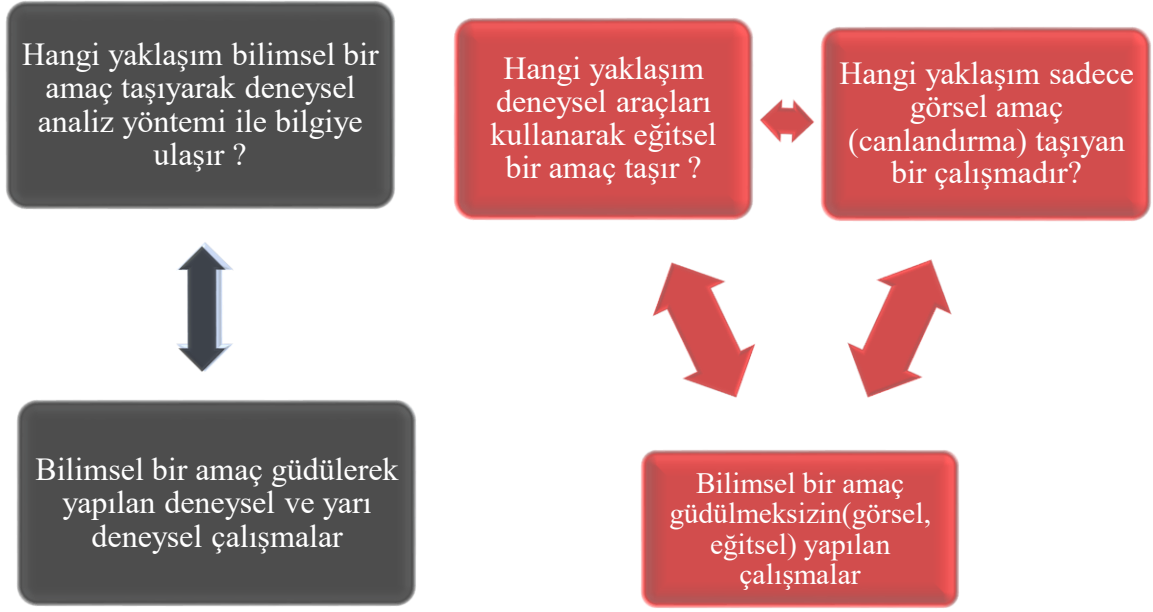 Hangi yaklaşım bilimsel bir
amaç taşıyarak deneysel
analiz yöntemi ile bilgiye
ulaşır ?
Hangi yaklaşım
deneysel araçları
kullanarak eğitsel
bir amaç taşır ?
Hangi yaklaşım sadece
görsel amaç
(canlandırma) taşıyan
bir çalışmadır?
Bilimsel bir amaç güdülerek
yapılan deneysel ve yarı
deneysel çalışmalar
Bilimsel bir amaç
güdülmeksizin(görsel,
eğitsel) yapılan
çalışmalar